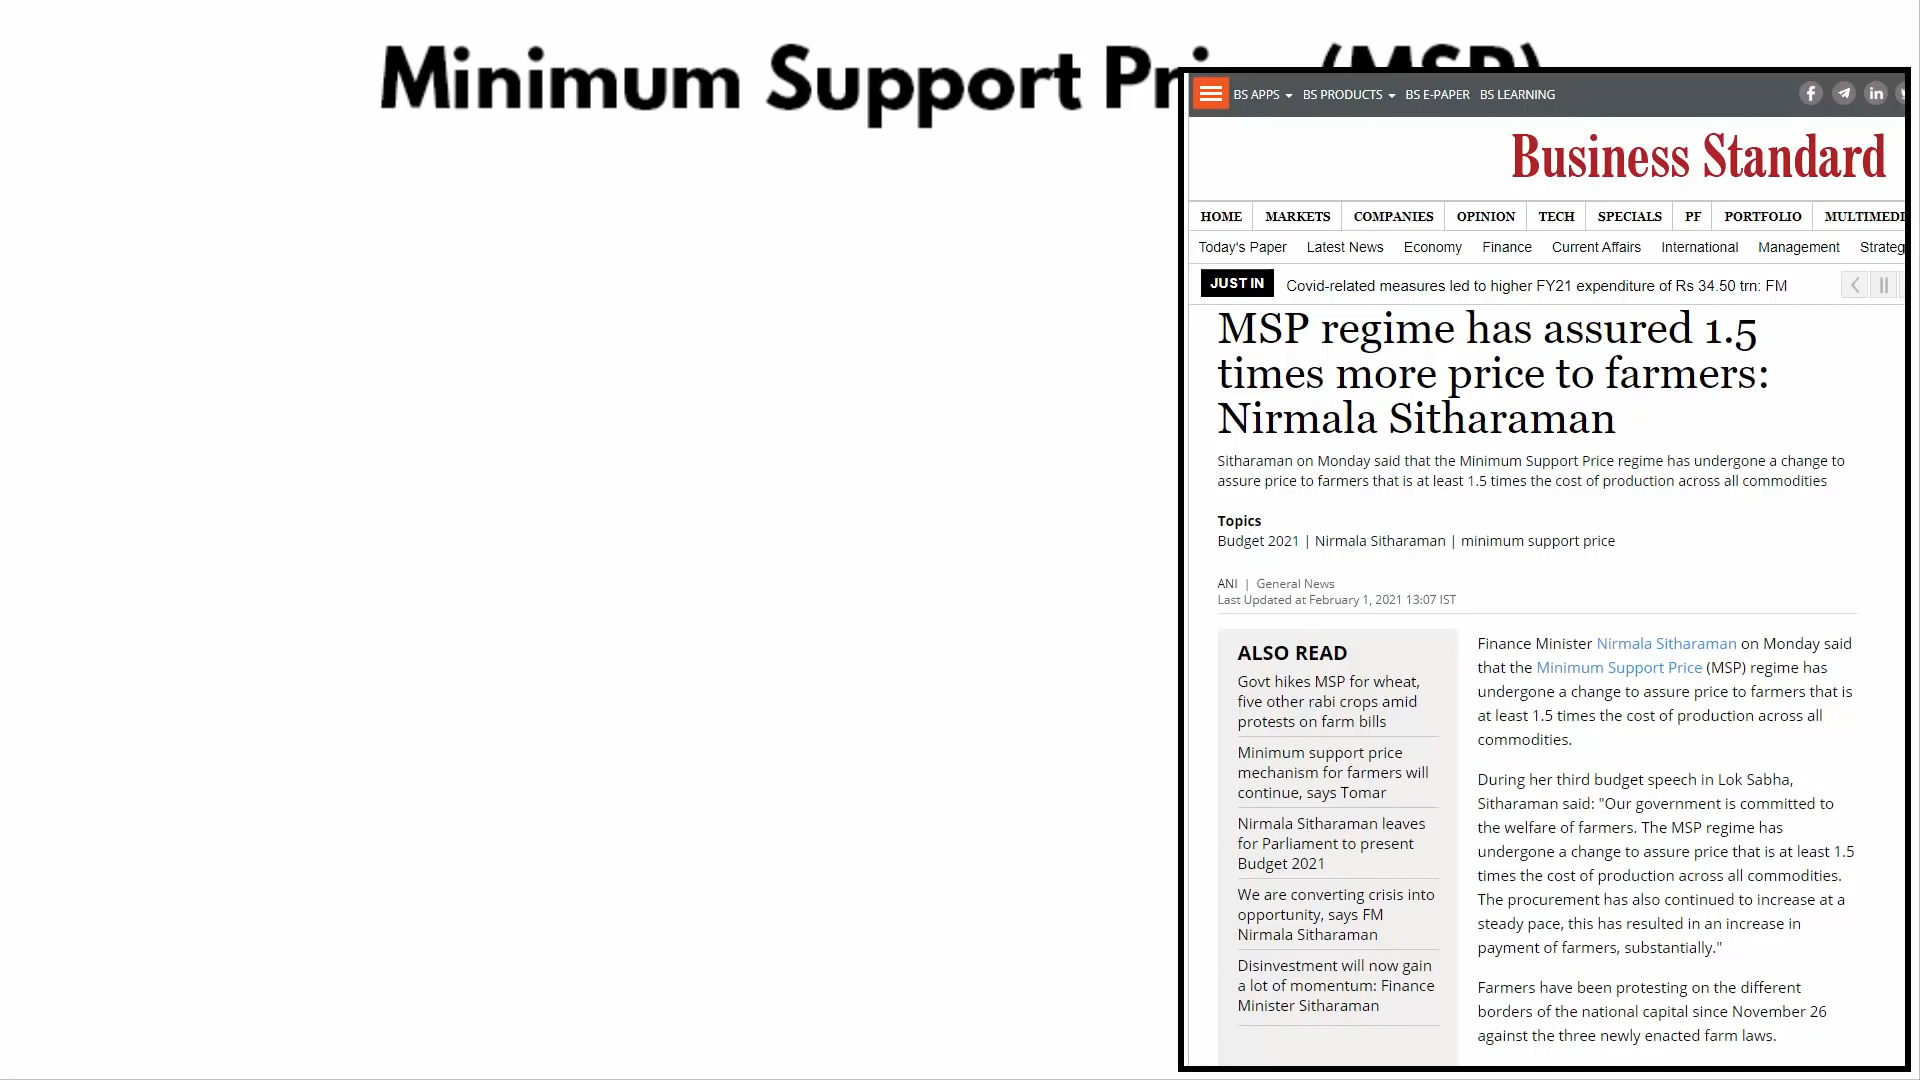 Minimum Support Price (MSP)
BS APPS BS PRODUCTS BS E-PAPER BS LEARNING
Business Standard
HOME MARKETS COMPANIES OPINION TECH SPECIALS PF PORTFOLIO MULTIMEDI
Today's Paper Latest News Economy Finance Current Affairs International Management Strateg
JUST IN Covid-related measures led to higher FY21 expenditure of Rs 34.50 trn: FM
MSP regime has assured 1.5
times more price to farmers:
Nirmala Sitharaman
Sitharaman on Monday said that the Minimum Support Price regime has undergone a change to
assure price to farmers that is at least 1.5 times the cost of production across all commodities
Topics
Budget 2021 | Nirmala Sitharaman | minimum support price
ANI | General News
Last Updated at February 1, 2021 13:07 IST
ALSO READ
Govt hikes MSP for wheat,
five other rabi crops amid
protests on farm bills
Minimum support price
mechanism for farmers will
continue, says Tomar
Nirmala Sitharaman leaves
for Parliament to present
Budget 2021
We are converting crisis into
opportunity, says FM
Nirmala Sitharaman
Disinvestment will now gain
a lot of momentum: Finance
Minister Sitharaman
Finance Minister Nirmala Sitharaman on Monday said
that the Minimum Support Price (MSP) regime has
undergone a change to assure price to farmers that is
at least 1.5 times the cost of production across all
commodities.
During her third budget speech in Lok Sabha,
Sitharaman said: "Our government is committed to
the welfare of farmers. The MSP regime has
undergone a change to assure price that is at least 1.5
times the cost of production across all commodities.
The procurement has also continued to increase at a
steady pace, this has resulted in an increase in
payment of farmers, substantially."
Farmers have been protesting on the different
borders of the national capital since November 26
against the three newly enacted farm laws.